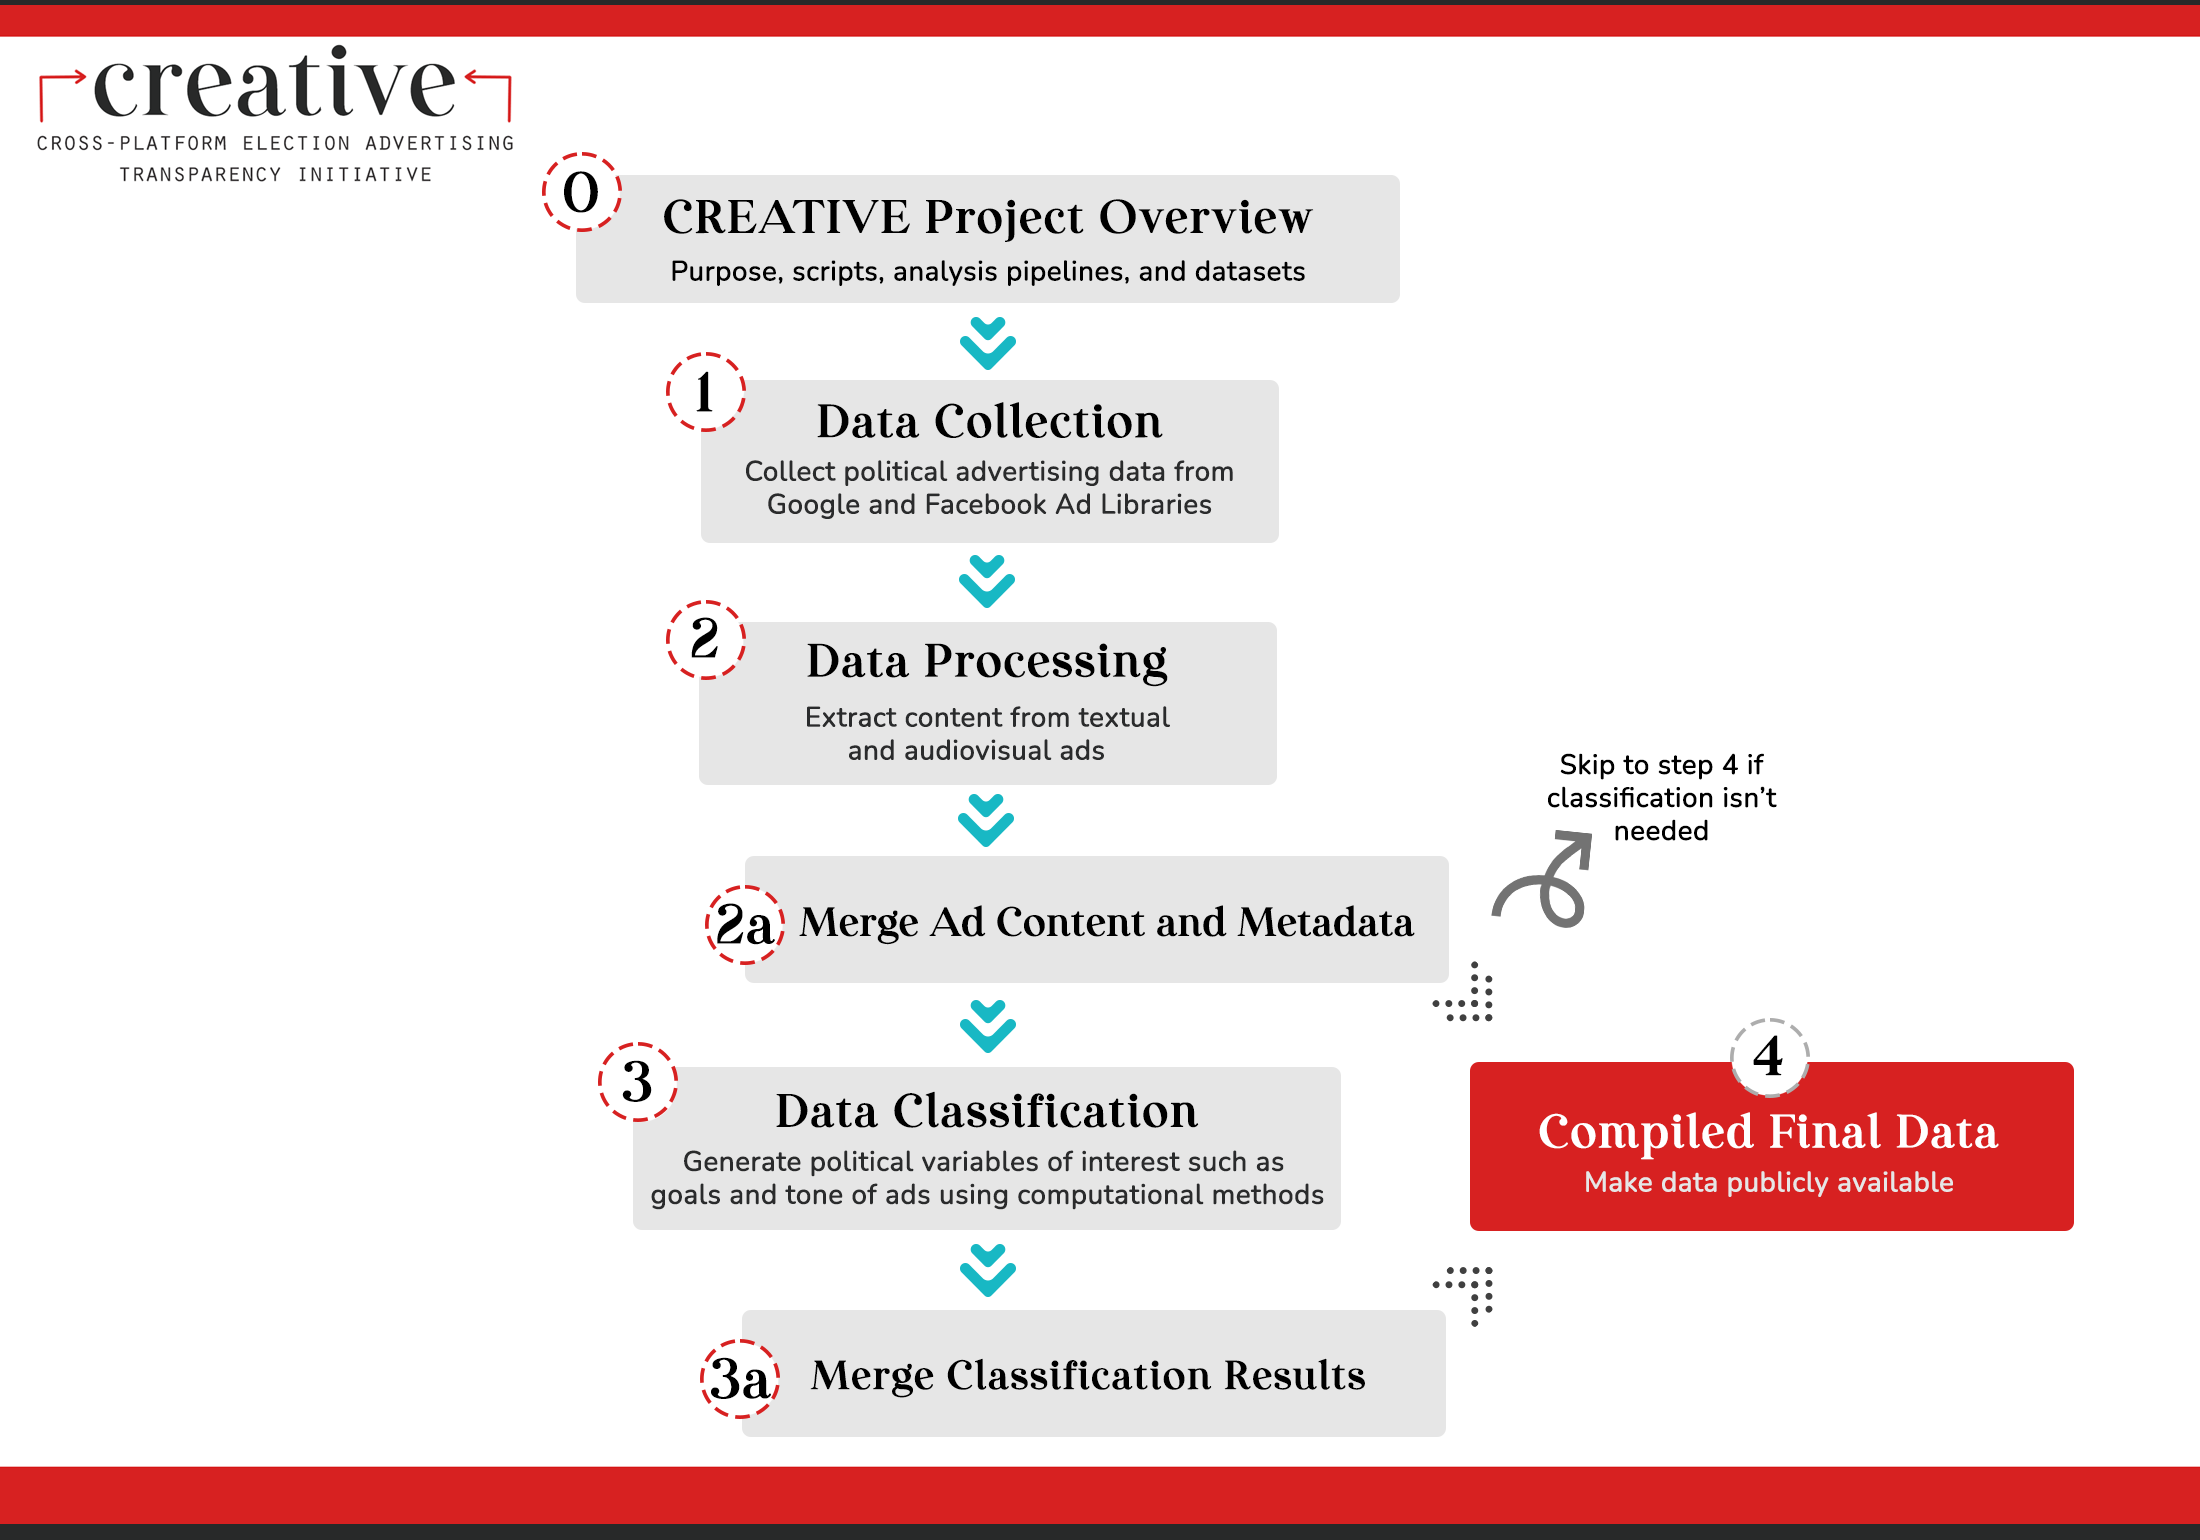 creative
CROSS-PLATFORM ELECTION ADVERTISING
TRANSPARENCY INITIATIVE
0
CREATIVE Project Overview
Purpose, scripts, analysis pipelines, and datasets
1
Data Collection
Collect political advertising data from
Google and Facebook Ad Libraries
2
Data Processing
Extract content from textual
and audiovisual ads
Skip to step 4 if
classification isn’t
needed
2a
Merge Ad Content and Metadata
3
Data Classification
Generate political variables of interest such as
goals and tone of ads using computational methods
4
Compiled Final Data
Make data publicly available
3a
Merge Classification Results